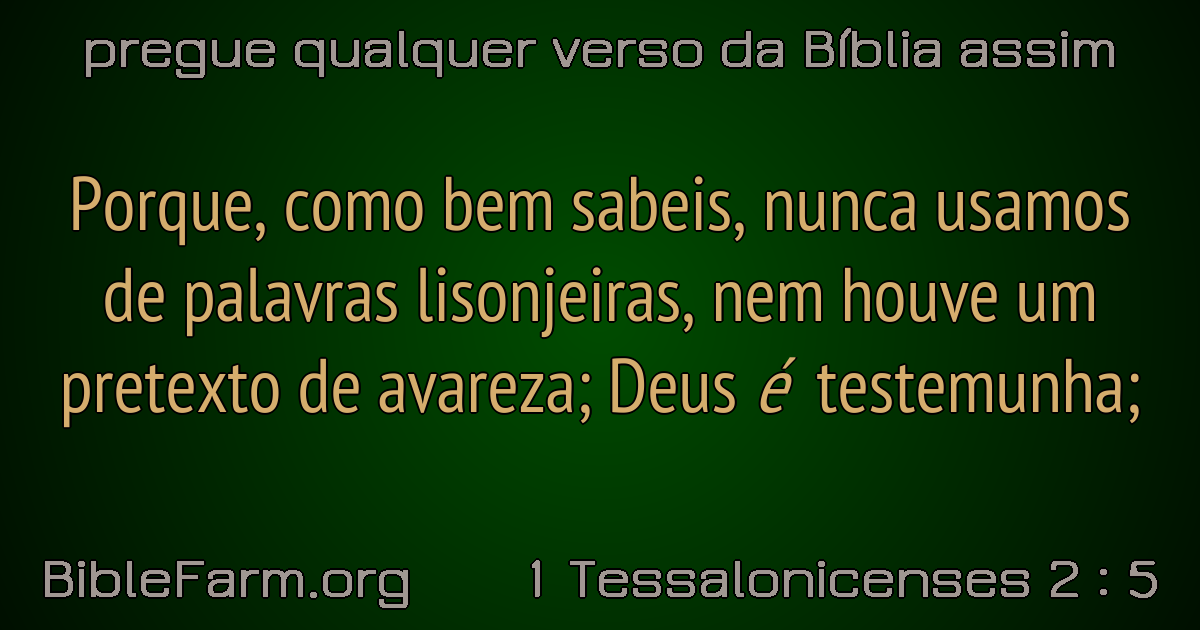 pregue qualquer verso da Bíblia assim
Porque, como bem sabeis, nunca usamos
de palavras lisonjeiras, nem houve um
pretexto de avareza; Deus é testemunha;
BibleFarm.org 1 Tessalonicenses 2 : 5